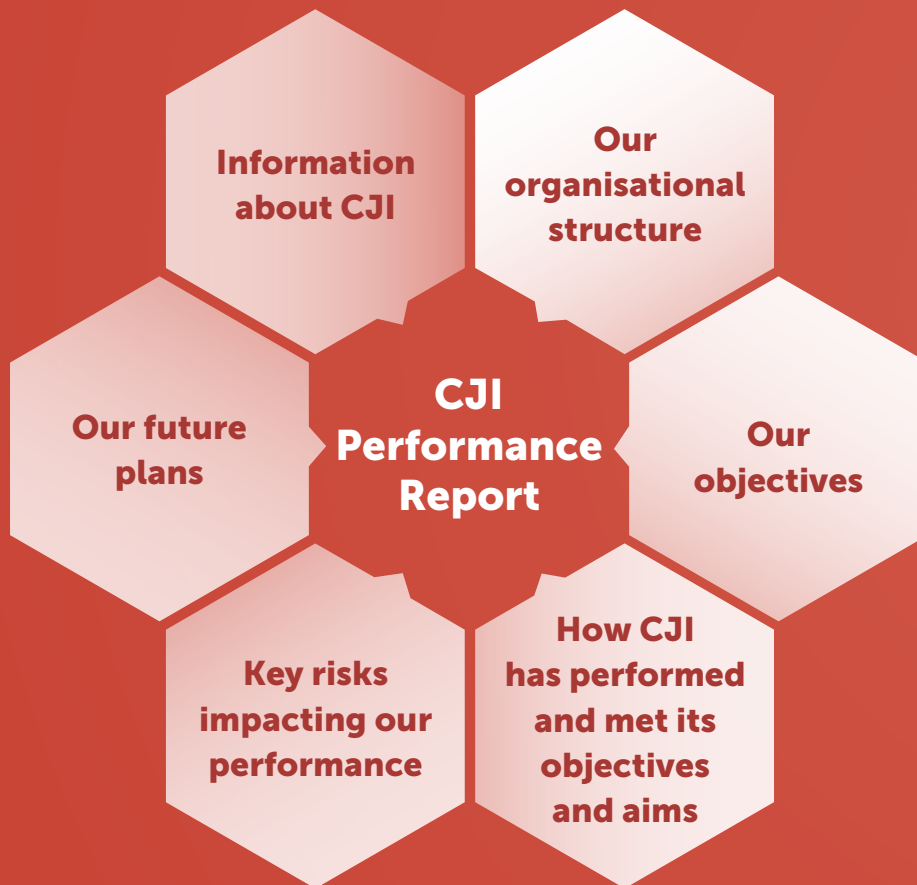 Information
about CJI
Our
organisational
structure
Our future
plans
CJI
Performance
Report
Our
objectives
Key risks
impacting our
performance
How CJI
has performed
and met its
objectives
and aims